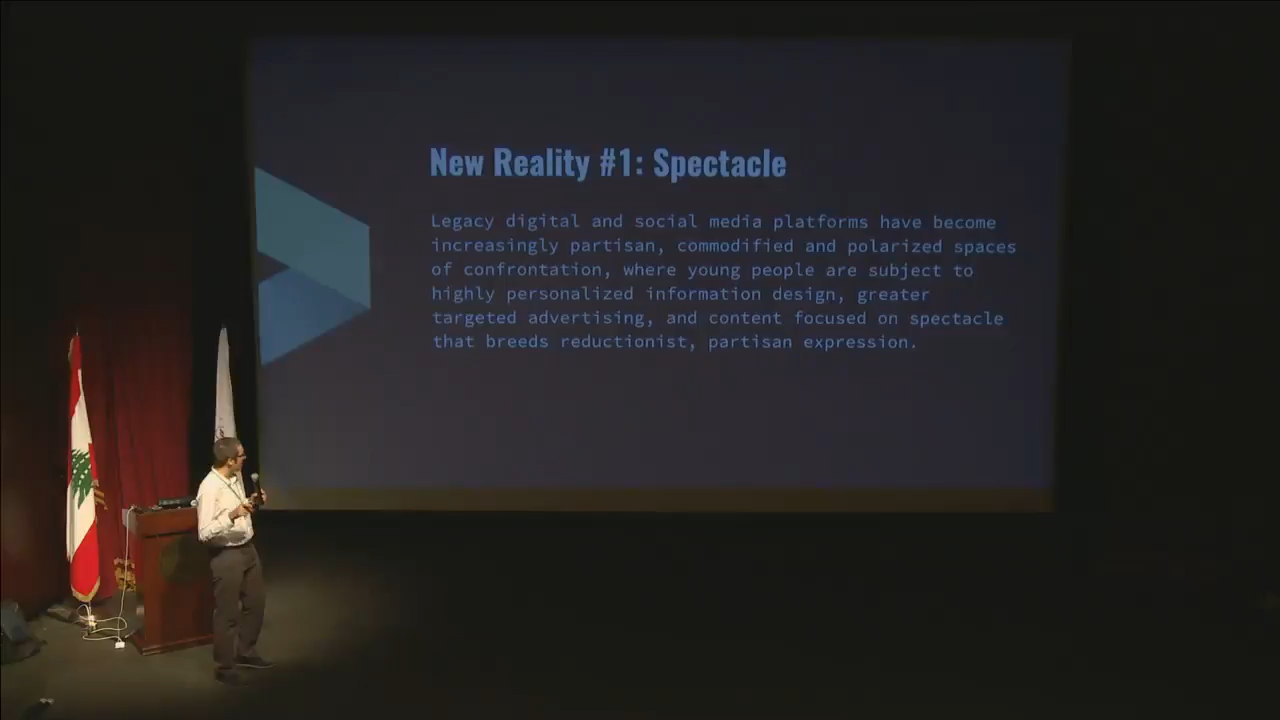 New Reality #1: Spectacle
Legacy digital and social media platforms have become
increasingly partisan, commodified and polarized spaces
of confrontation, where young people are subject to
highly personalized information design, greater
targeted advertising, and content focused on spectacle
that breeds reductionist, partisan expression.